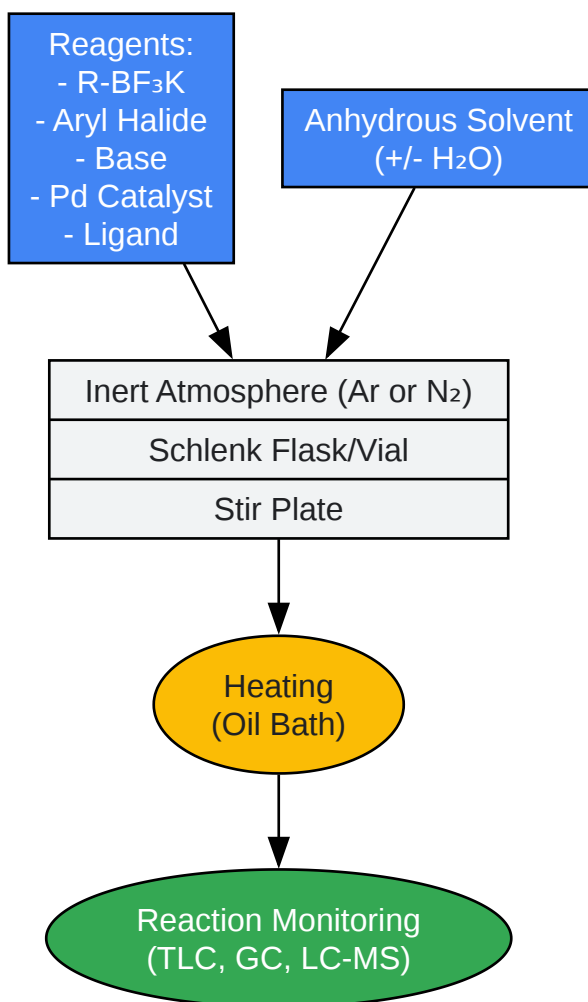 Reagents:
- R-BF₃K
- Aryl Halide
- Base
- Pd Catalyst
- Ligand
Anhydrous Solvent
(+/- H₂O)
Inert Atmosphere (Ar or N₂)
Schlenk Flask/Vial
Stir Plate
Heating
(Oil Bath)
Reaction Monitoring
(TLC, GC, LC-MS)